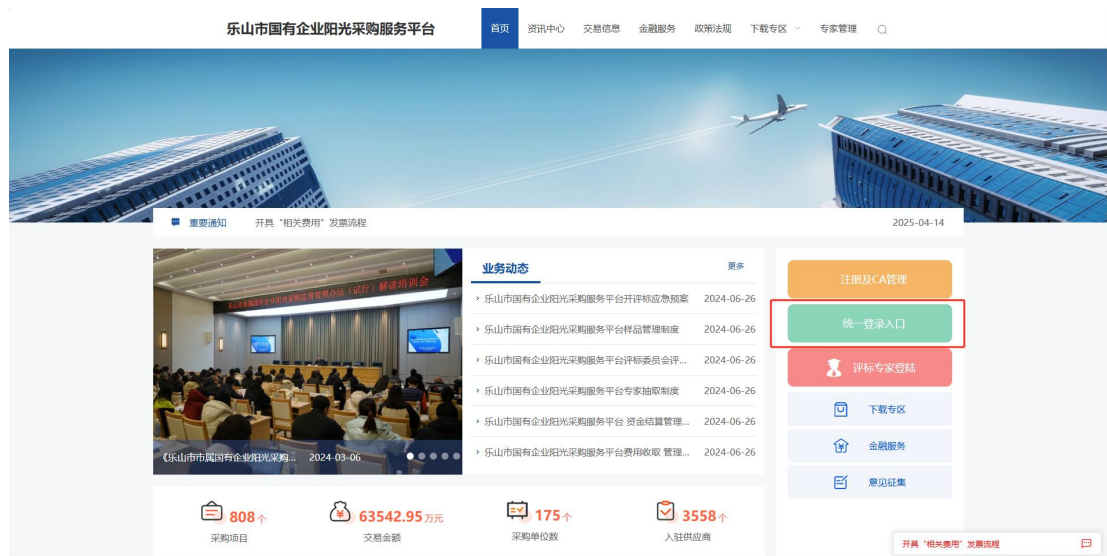 乐山市国有企业阳光采购服务平台
首页 资讯中心 交易信息 金融服务 政策法规 下载专区 专家管理
重要通知 开具“相关费用”发票流程 2025-04-14
业务动态 更多
乐山市国有企业阳光采购服务平台开评标应急预案 2024-06-26
乐山市国有企业阳光采购服务平台样品管理制度 2024-06-26
乐山市国有企业阳光采购服务平台评标委员会评... 2024-06-26
乐山市国有企业阳光采购服务平台专家抽取制度 2024-06-26
乐山市国有企业阳光采购服务平台 资金结算管理... 2024-06-26
乐山市国有企业阳光采购服务平台费用收取 管理... 2024-06-26
《乐山市市属国有企业阳光采购... 2024-03-06
注册及CA管理
统一登录入口
评标专家登陆
下载专区
金融服务
意见征集
808个
采购项目
63542.95万元
交易金额
175个
采购单位数
3558个
入驻供应商
开具“相关费用”发票流程